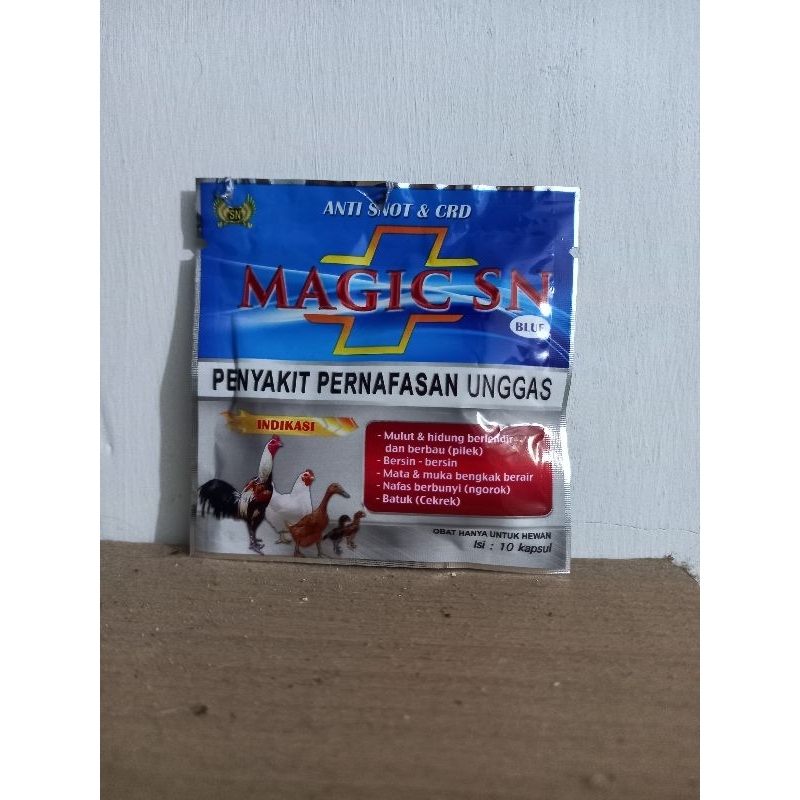 SN
ANTI SNOT & CRD
MAGIC SN
BLUE
PENYAKIT PERNAFASAN UNGGAS
INDIKASI
- Mulut & hidung berlendir
dan berbau (pilek)
- Bersin - bersin
- Mata & muka bengkak berair
- Nafas berbunyi (ngorok)
- Batuk (Cekrek)
OBAT HANYA UNTUK HEWAN
Isi : 10 kapsul